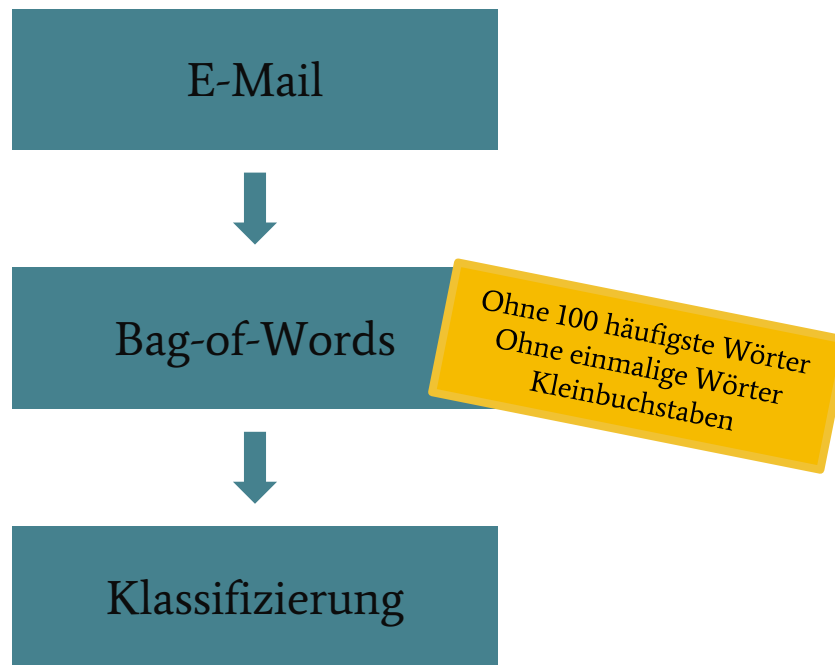 E-Mail
Bag-of-Words
Ohne 100 häufigste Wörter
Ohne einmalige Wörter
Kleinbuchstaben
Klassifizierung